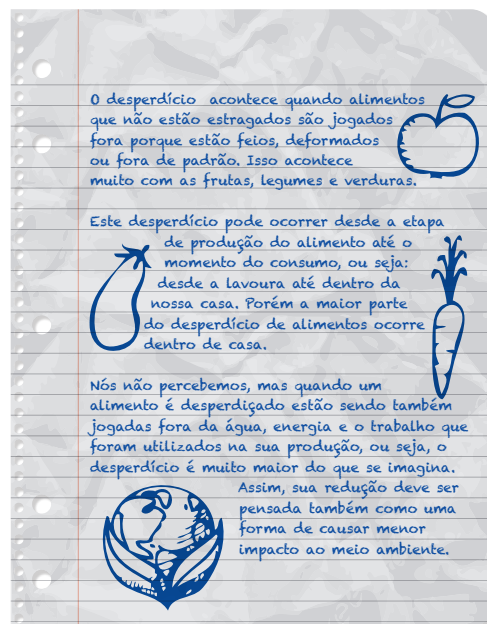 O desperdício acontece quando alimentos
que não estão estragados são jogados
fora porque estão feios, deformados
ou fora de padrão. Isso acontece
muito com as frutas, legumes e verduras.
Este desperdício pode ocorrer desde a etapa
de produção do alimento até o
momento do consumo, ou seja:
desde a lavoura até dentro da
nossa casa. Porém a maior parte
do desperdício de alimentos ocorre
dentro de casa.
Nós não percebemos, mas quando um
alimento é desperdiçado estão sendo também
jogadas fora da água, energia e o trabalho que
foram utilizados na sua produção, ou seja, o
desperdício é muito maior do que se imagina.
Assim, sua redução deve ser
pensada também como uma
forma de causar menor
impacto ao meio ambiente.